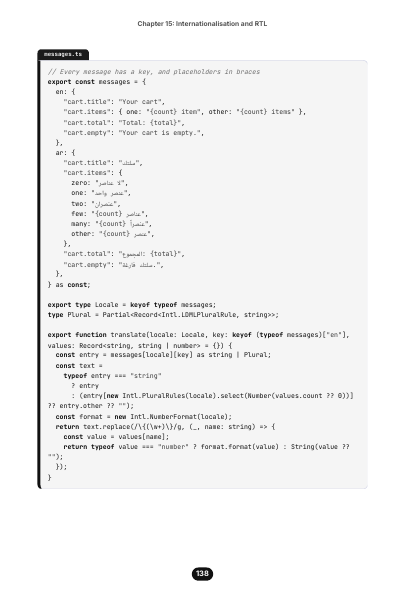 Chapter 15: Internationalisation and RTL
messages.ts
// Every message has a key, and placeholders in braces
export const messages = {
en: {
"cart.title": "Your cart",
"cart.items": { one: "{count} item", other: "{count} items" },
"cart.total": "Total: {total}",
"cart.empty": "Your cart is empty.",
},
ar: {
"cart.title": "سلتك",
"cart.items": {
zero: "لا عناصر",
one: "عنصر واحد",
two: "عنصران",
few: "{count} عناصر",
many: "{count} عنصراً",
other: "{count} عنصر",
},
"cart.total": "المجموع: {total}",
"cart.empty": "سلتك فارغة.",
},
} as const;
export type Locale = keyof typeof messages;
type Plural = Partial<Record<Intl.LDMLPluralRule, string>>;
export function translate(locale: Locale, key: keyof (typeof messages)["en"],
values: Record<string, string | number> = {}) {
const entry = messages[locale][key] as string | Plural;
const text =
typeof entry === "string"
? entry
: (entry[new Intl.PluralRules(locale).select(Number(values.count ?? 0))]
?? entry.other ?? "");
const format = new Intl.NumberFormat(locale);
return text.replace(/\{(\w+)\}/g, (_, name: string) => {
const value = values[name];
return typeof value === "number" ? format.format(value) : String(value ??
"");
});
}
138